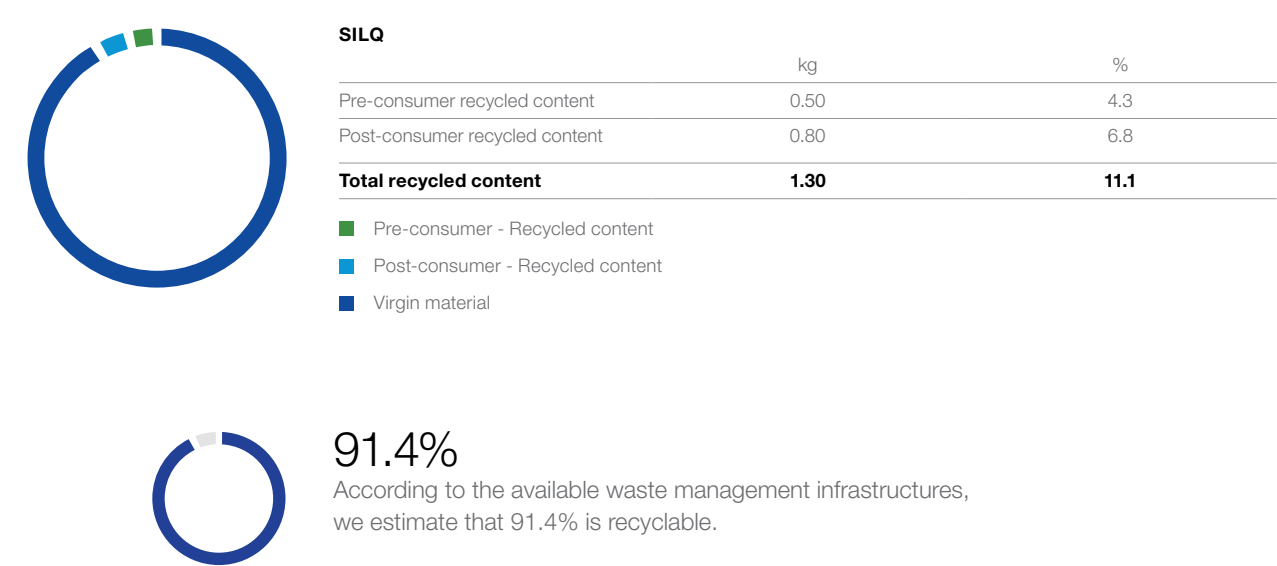 SILQ
kg %
Pre-consumer recycled content 0.50 4.3
Post-consumer recycled content 0.80 6.8
Total recycled content 1.30 11.1
Pre-consumer - Recycled content
Post-consumer - Recycled content
Virgin material
91.4%
According to the available waste management infrastructures,
we estimate that 91.4% is recyclable.